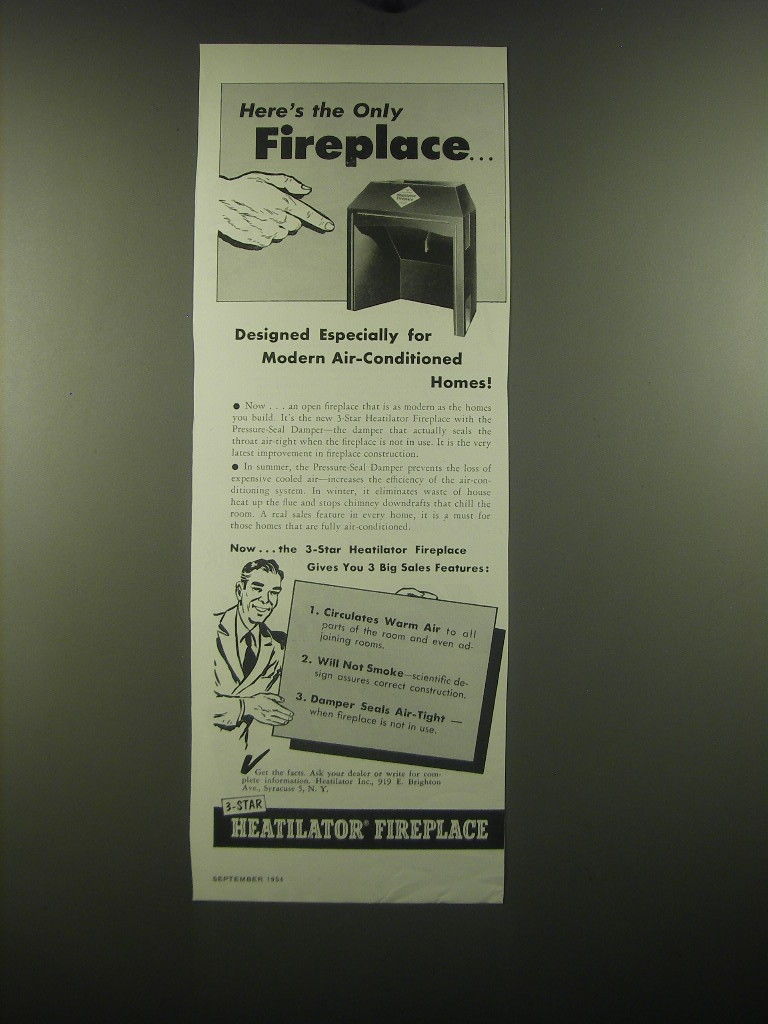 Here's the Only
Fireplace...
Heatilator
Fireplace
Designed Especially for
Modern Air-Conditioned
Homes!
● Now . . . an open fireplace that is as modern as the homes
you build. It's the new 3-Star Heatilator Fireplace with the
Pressure-Seal Damper—the damper that actually seals the
throat air-tight when the fireplace is not in use. It is the very
latest improvement in fireplace construction.
● In summer, the Pressure-Seal Damper prevents the loss of
expensive cooled air—increases the efficiency of the air-con-
ditioning system. In winter, it eliminates waste of house
heat up the flue and stops chimney downdrafts that chill the
room. A real sales feature in every home, it is a must for
those homes that are fully air-conditioned.
Now...the 3-Star Heatilator Fireplace
Gives You 3 Big Sales Features:
1. Circulates Warm Air to all
parts of the room and even ad-
joining rooms.
2. Will Not Smoke—scientific de-
sign assures correct construction.
3. Damper Seals Air-Tight —
when fireplace is not in use.
Get the facts. Ask your dealer or write for com-
plete information. Heatilator Inc., 919 E. Brighton
Ave., Syracuse 5, N. Y.
3-STAR
HEATILATOR® FIREPLACE
SEPTEMBER 1954